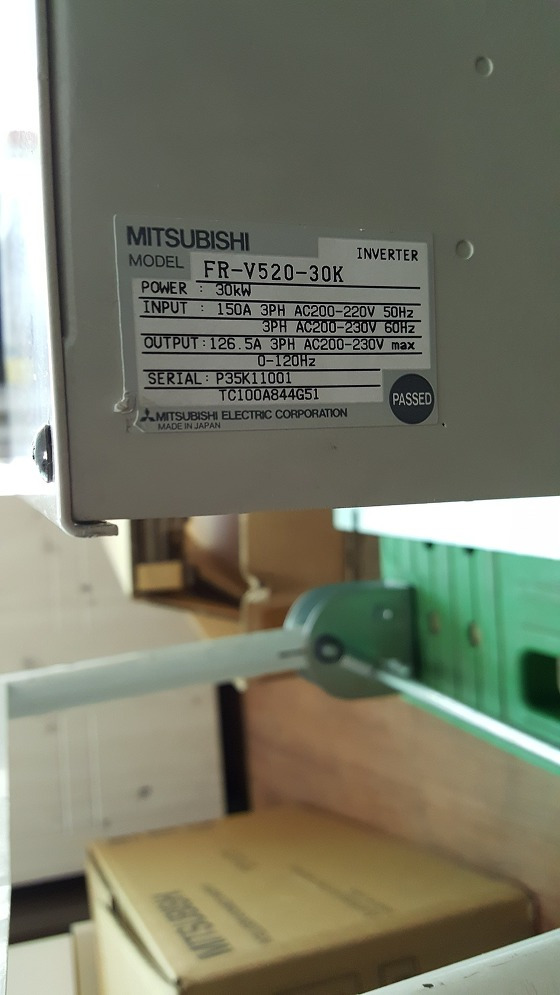 MITSUBISHI
INVERTER
MODEL FR-V520-30K
POWER : 30kW
INPUT : 150A 3PH AC200-220V 50Hz
3PH AC200-230V 60Hz
OUTPUT:126.5A 3PH AC200-230V max
0-120Hz
SERIAL: P35K11001
TC100A844G51
PASSED
MITSUBISHI ELECTRIC CORPORATION
MADE IN JAPAN
MITSUBISHI